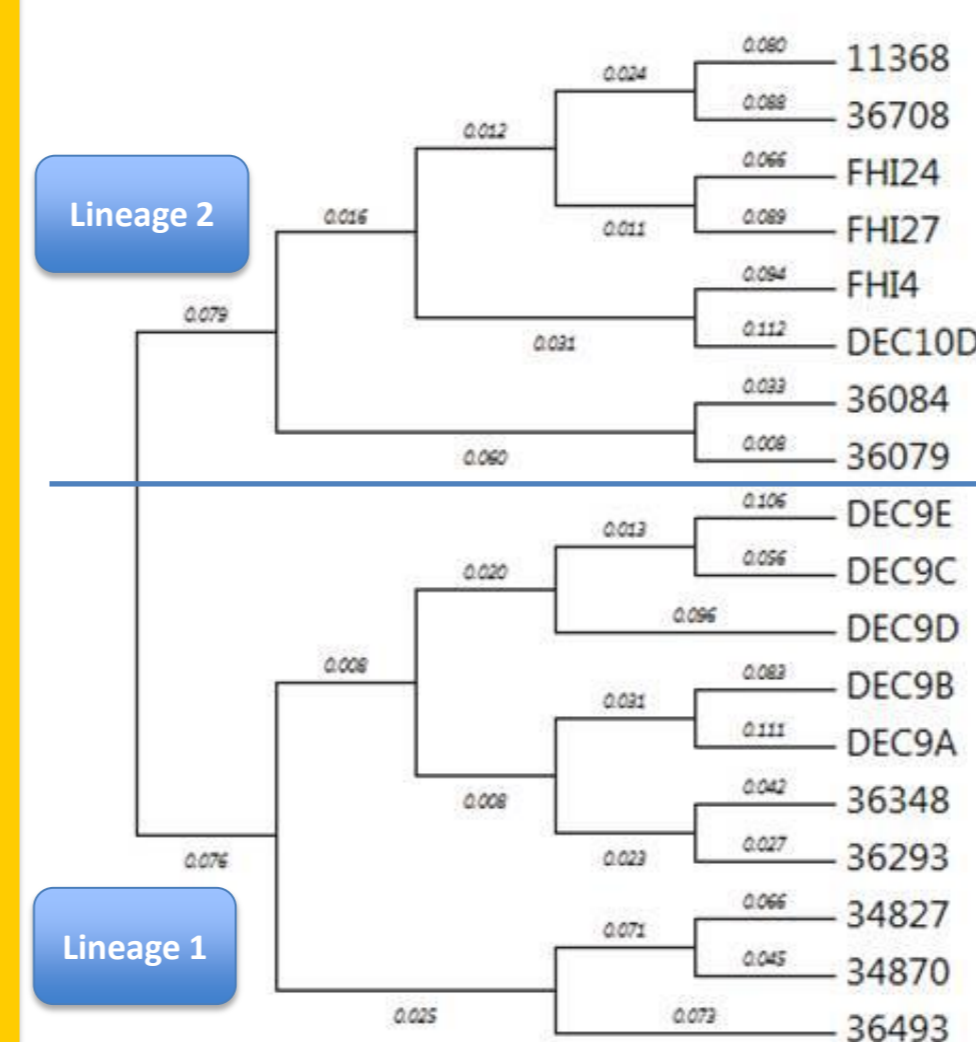 0.080 11368
0.024
0.088 36708
0.012
0.066 FHI24
Lineage 2
0.016
0.011 0.089 FHI27
0.094 FHI4
0.079
0.031 0.112 DEC10D
0.033 36084
0.060 0.008 36079
0.106 DEC9E
0.013
0.056 DEC9C
0.020
0.096 DEC9D
0.008
0.083 DEC9B
0.031
0.111 DEC9A
0.008 0.042 36348
0.076 0.023 0.027 36293
0.066 34827
0.071
Lineage 1
0.045 34870
0.025 0.073 36493